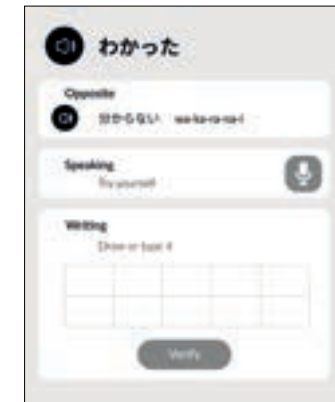 わかった
Opposite
分からない wa-ka-ra-na-i
Speaking
Try yourself
Writing
Draw or type it
Verify